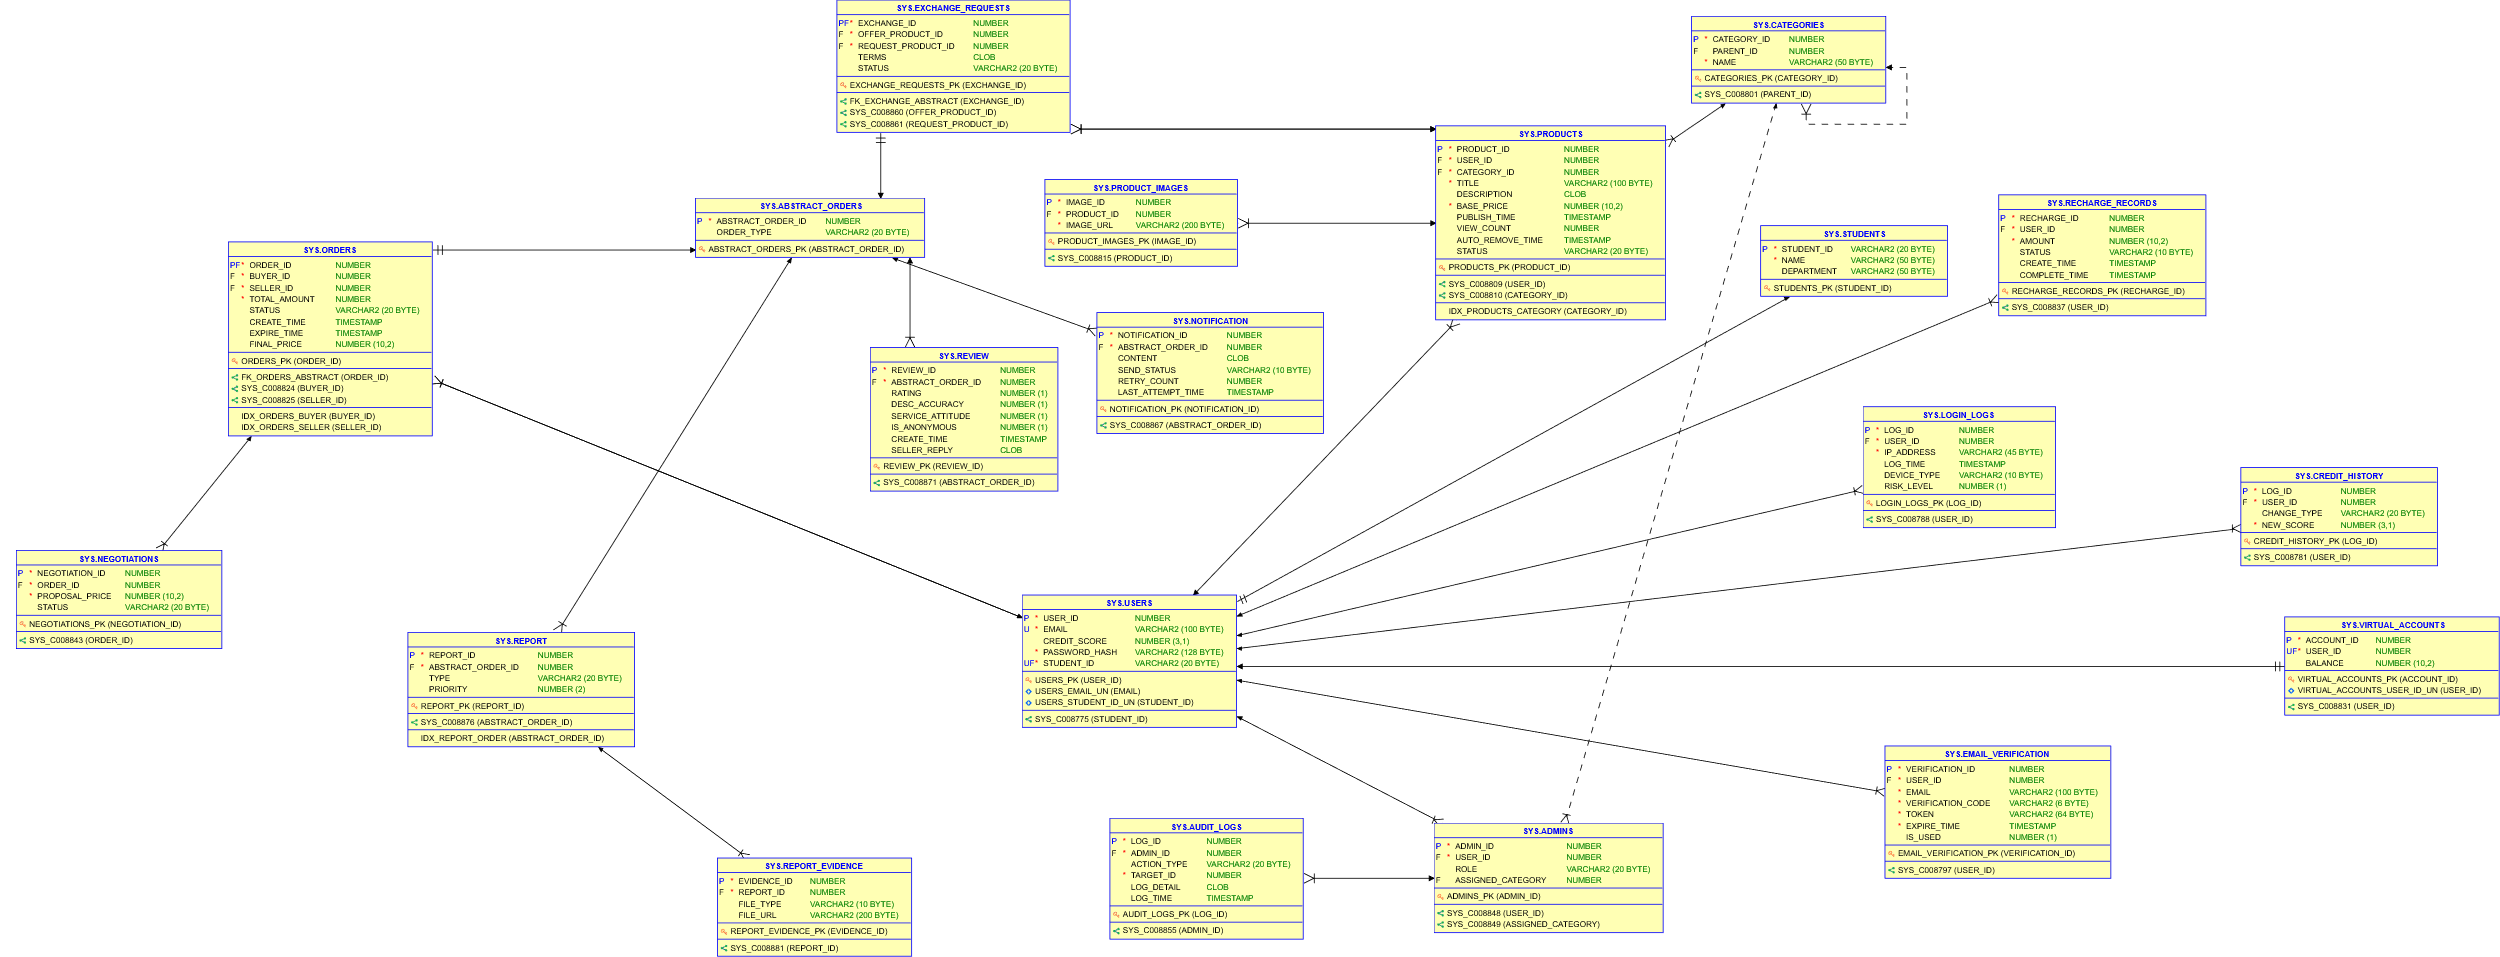 SYS.EXCHANGE_REQUESTS
PF* EXCHANGE_ID NUMBER
F * OFFER_PRODUCT_ID NUMBER
F * REQUEST_PRODUCT_ID NUMBER
TERMS CLOB
STATUS VARCHAR2 (20 BYTE)
EXCHANGE_REQUESTS_PK (EXCHANGE_ID)
FK_EXCHANGE_ABSTRACT (EXCHANGE_ID)
SYS_C008860 (OFFER_PRODUCT_ID)
SYS_C008861 (REQUEST_PRODUCT_ID)
SYS.CATEGORIES
P * CATEGORY_ID NUMBER
F PARENT_ID NUMBER
* NAME VARCHAR2 (50 BYTE)
CATEGORIES_PK (CATEGORY_ID)
SYS_C008801 (PARENT_ID)
SYS.PRODUCTS
P * PRODUCT_ID NUMBER
F * USER_ID NUMBER
F * CATEGORY_ID NUMBER
* TITLE VARCHAR2 (100 BYTE)
DESCRIPTION CLOB
* BASE_PRICE NUMBER (10,2)
PUBLISH_TIME TIMESTAMP
VIEW_COUNT NUMBER
AUTO_REMOVE_TIME TIMESTAMP
STATUS VARCHAR2 (20 BYTE)
PRODUCTS_PK (PRODUCT_ID)
SYS_C008809 (USER_ID)
SYS_C008810 (CATEGORY_ID)
IDX_PRODUCTS_CATEGORY (CATEGORY_ID)
SYS.PRODUCT_IMAGES
P * IMAGE_ID NUMBER
F * PRODUCT_ID NUMBER
* IMAGE_URL VARCHAR2 (200 BYTE)
PRODUCT_IMAGES_PK (IMAGE_ID)
SYS_C008815 (PRODUCT_ID)
SYS.ABSTRACT_ORDERS
P * ABSTRACT_ORDER_ID NUMBER
ORDER_TYPE VARCHAR2 (20 BYTE)
ABSTRACT_ORDERS_PK (ABSTRACT_ORDER_ID)
SYS.RECHARGE_RECORDS
P * RECHARGE_ID NUMBER
F * USER_ID NUMBER
* AMOUNT NUMBER (10,2)
STATUS VARCHAR2 (10 BYTE)
CREATE_TIME TIMESTAMP
COMPLETE_TIME TIMESTAMP
RECHARGE_RECORDS_PK (RECHARGE_ID)
SYS_C008837 (USER_ID)
SYS.STUDENTS
P * STUDENT_ID VARCHAR2 (20 BYTE)
* NAME VARCHAR2 (50 BYTE)
DEPARTMENT VARCHAR2 (50 BYTE)
STUDENTS_PK (STUDENT_ID)
SYS.ORDERS
PF* ORDER_ID NUMBER
F * BUYER_ID NUMBER
F * SELLER_ID NUMBER
* TOTAL_AMOUNT NUMBER
STATUS VARCHAR2 (20 BYTE)
CREATE_TIME TIMESTAMP
EXPIRE_TIME TIMESTAMP
FINAL_PRICE NUMBER (10,2)
ORDERS_PK (ORDER_ID)
FK_ORDERS_ABSTRACT (ORDER_ID)
SYS_C008824 (BUYER_ID)
SYS_C008825 (SELLER_ID)
IDX_ORDERS_BUYER (BUYER_ID)
IDX_ORDERS_SELLER (SELLER_ID)
SYS.NOTIFICATION
P * NOTIFICATION_ID NUMBER
F * ABSTRACT_ORDER_ID NUMBER
CONTENT CLOB
SEND_STATUS VARCHAR2 (10 BYTE)
RETRY_COUNT NUMBER
LAST_ATTEMPT_TIME TIMESTAMP
NOTIFICATION_PK (NOTIFICATION_ID)
SYS_C008867 (ABSTRACT_ORDER_ID)
SYS.REVIEW
P * REVIEW_ID NUMBER
F * ABSTRACT_ORDER_ID NUMBER
RATING NUMBER (1)
DESC_ACCURACY NUMBER (1)
SERVICE_ATTITUDE NUMBER (1)
IS_ANONYMOUS NUMBER (1)
CREATE_TIME TIMESTAMP
SELLER_REPLY CLOB
REVIEW_PK (REVIEW_ID)
SYS_C008871 (ABSTRACT_ORDER_ID)
SYS.LOGIN_LOGS
P * LOG_ID NUMBER
F * USER_ID NUMBER
* IP_ADDRESS VARCHAR2 (45 BYTE)
LOG_TIME TIMESTAMP
DEVICE_TYPE VARCHAR2 (10 BYTE)
RISK_LEVEL NUMBER (1)
LOGIN_LOGS_PK (LOG_ID)
SYS_C008788 (USER_ID)
SYS.CREDIT_HISTORY
P * LOG_ID NUMBER
F * USER_ID NUMBER
CHANGE_TYPE VARCHAR2 (20 BYTE)
* NEW_SCORE NUMBER (3,1)
CREDIT_HISTORY_PK (LOG_ID)
SYS_C008781 (USER_ID)
SYS.NEGOTIATIONS
P * NEGOTIATION_ID NUMBER
F * ORDER_ID NUMBER
* PROPOSAL_PRICE NUMBER (10,2)
STATUS VARCHAR2 (20 BYTE)
NEGOTIATIONS_PK (NEGOTIATION_ID)
SYS_C008843 (ORDER_ID)
SYS.USERS
P * USER_ID NUMBER
U * EMAIL VARCHAR2 (100 BYTE)
CREDIT_SCORE NUMBER (3,1)
* PASSWORD_HASH VARCHAR2 (128 BYTE)
UF* STUDENT_ID VARCHAR2 (20 BYTE)
USERS_PK (USER_ID)
USERS_EMAIL_UN (EMAIL)
USERS_STUDENT_ID_UN (STUDENT_ID)
SYS_C008775 (STUDENT_ID)
SYS.VIRTUAL_ACCOUNTS
P * ACCOUNT_ID NUMBER
UF* USER_ID NUMBER
BALANCE NUMBER (10,2)
VIRTUAL_ACCOUNTS_PK (ACCOUNT_ID)
VIRTUAL_ACCOUNTS_USER_ID_UN (USER_ID)
SYS_C008831 (USER_ID)
SYS.REPORT
P * REPORT_ID NUMBER
F * ABSTRACT_ORDER_ID NUMBER
TYPE VARCHAR2 (20 BYTE)
PRIORITY NUMBER (2)
REPORT_PK (REPORT_ID)
SYS_C008876 (ABSTRACT_ORDER_ID)
IDX_REPORT_ORDER (ABSTRACT_ORDER_ID)
SYS.EMAIL_VERIFICATION
P * VERIFICATION_ID NUMBER
F * USER_ID NUMBER
* EMAIL VARCHAR2 (100 BYTE)
* VERIFICATION_CODE VARCHAR2 (6 BYTE)
* TOKEN VARCHAR2 (64 BYTE)
* EXPIRE_TIME TIMESTAMP
IS_USED NUMBER (1)
EMAIL_VERIFICATION_PK (VERIFICATION_ID)
SYS_C008797 (USER_ID)
SYS.AUDIT_LOGS
P * LOG_ID NUMBER
F * ADMIN_ID NUMBER
ACTION_TYPE VARCHAR2 (20 BYTE)
* TARGET_ID NUMBER
LOG_DETAIL CLOB
LOG_TIME TIMESTAMP
AUDIT_LOGS_PK (LOG_ID)
SYS_C008855 (ADMIN_ID)
SYS.ADMINS
P * ADMIN_ID NUMBER
F * USER_ID NUMBER
ROLE VARCHAR2 (20 BYTE)
F ASSIGNED_CATEGORY NUMBER
ADMINS_PK (ADMIN_ID)
SYS_C008848 (USER_ID)
SYS_C008849 (ASSIGNED_CATEGORY)
SYS.REPORT_EVIDENCE
P * EVIDENCE_ID NUMBER
F * REPORT_ID NUMBER
FILE_TYPE VARCHAR2 (10 BYTE)
FILE_URL VARCHAR2 (200 BYTE)
REPORT_EVIDENCE_PK (EVIDENCE_ID)
SYS_C008881 (REPORT_ID)